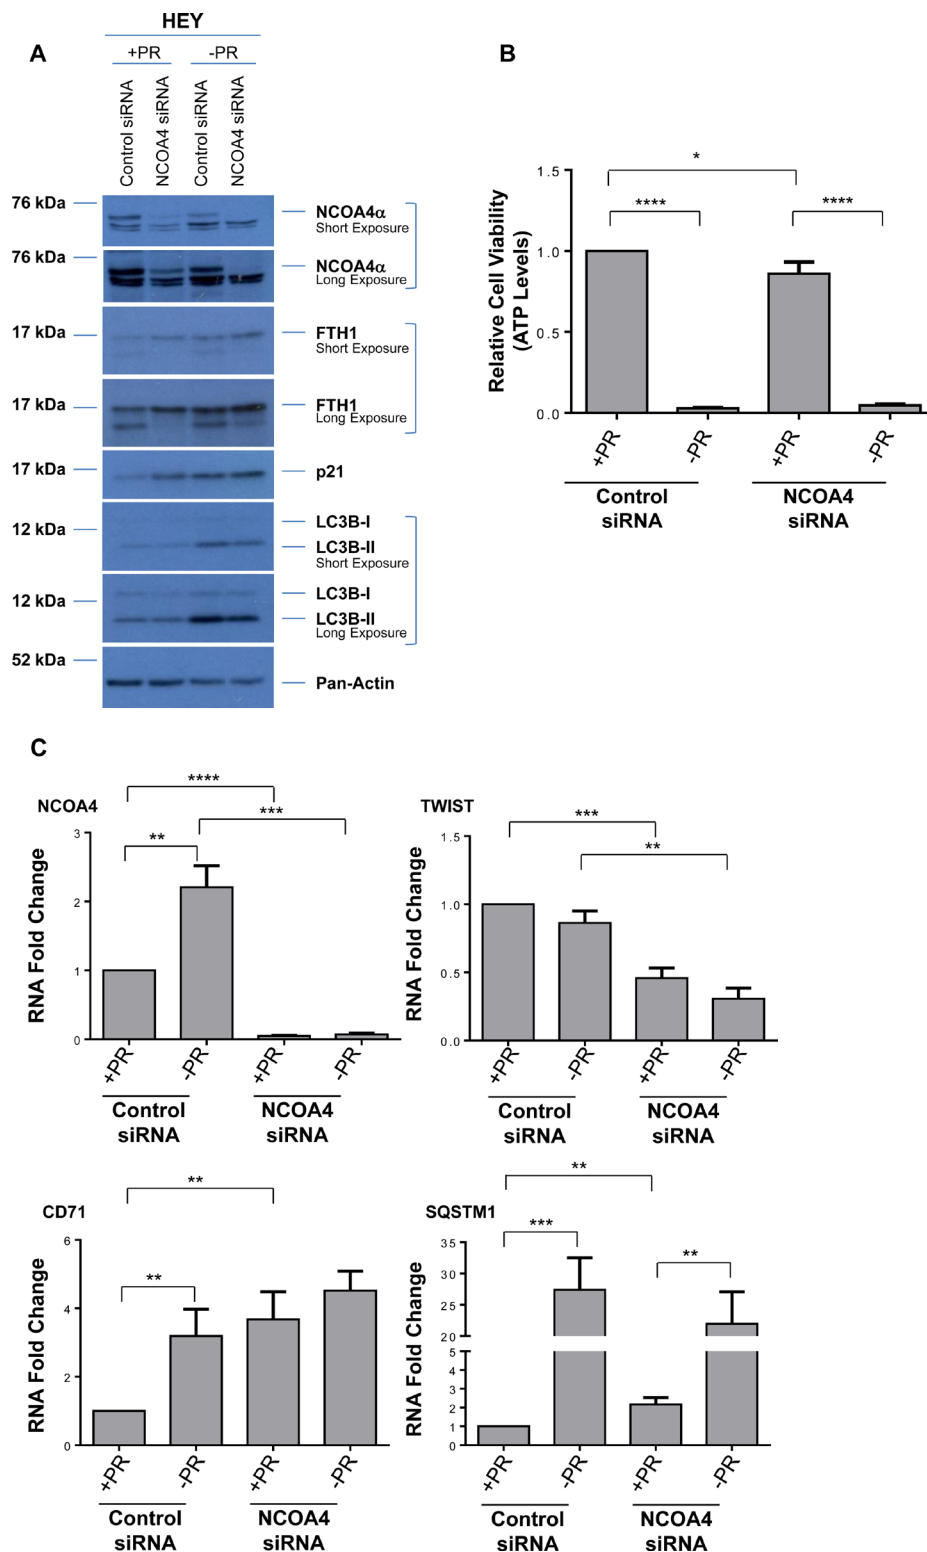 HEY
A
+PR
-PR
Control siRNA
NCOA4 siRNA
Control siRNA
NCOA4 siRNA
76 kDa
NCOA4α
Short Exposure
76 kDa
NCOA4α
Long Exposure
17 kDa
FTH1
Short Exposure
17 kDa
FTH1
Long Exposure
17 kDa
p21
LC3B-I
12 kDa
LC3B-II
Short Exposure
LC3B-I
12 kDa
LC3B-II
Long Exposure
52 kDa
Pan-Actin
B
*
****
****
Relative Cell Viability
(ATP Levels)
1.5
1.0
0.5
0.0
+PR
-PR
+PR
-PR
Control
siRNA
NCOA4
siRNA
C
NCOA4
****
***
**
RNA Fold Change
3
2
1
0
+PR
-PR
+PR
-PR
Control
siRNA
NCOA4
siRNA
TWIST
***
**
RNA Fold Change
1.5
1.0
0.5
0.0
+PR
-PR
+PR
-PR
Control
siRNA
NCOA4
siRNA
CD71
**
**
RNA Fold Change
6
4
2
0
+PR
-PR
+PR
-PR
Control
siRNA
NCOA4
siRNA
SQSTM1
**
***
**
RNA Fold Change
35
30
25
20
5
4
3
2
1
0
+PR
-PR
+PR
-PR
Control
siRNA
NCOA4
siRNA